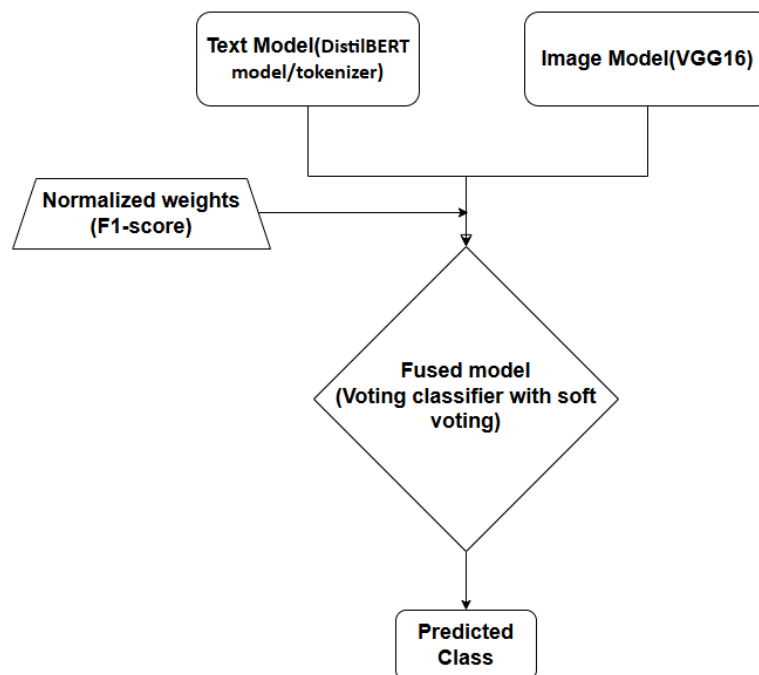 Text Model(DistilBERT
model/tokenizer)
Image Model(VGG16)
Normalized weights
(F1-score)
Fused model
(Voting classifier with soft
voting)
Predicted
Class